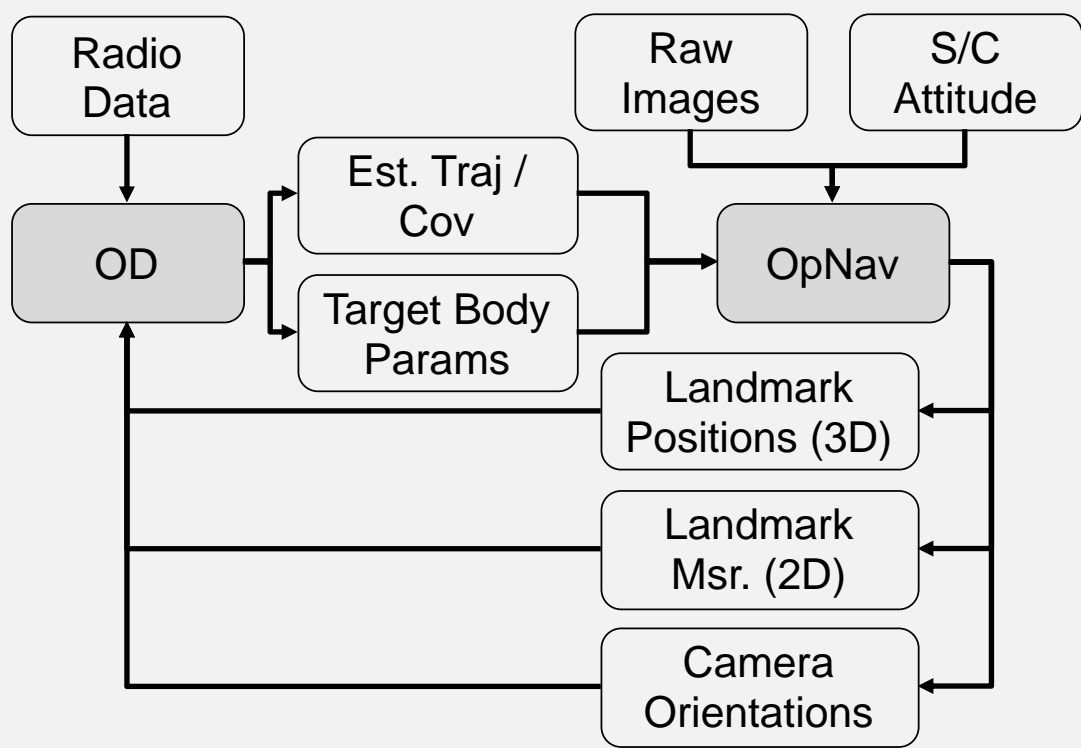 Radio
Data
Raw
Images
S/C
Attitude
Est. Traj /
Cov
OD
OpNav
Target Body
Params
Landmark
Positions (3D)
Landmark
Msr. (2D)
Camera
Orientations